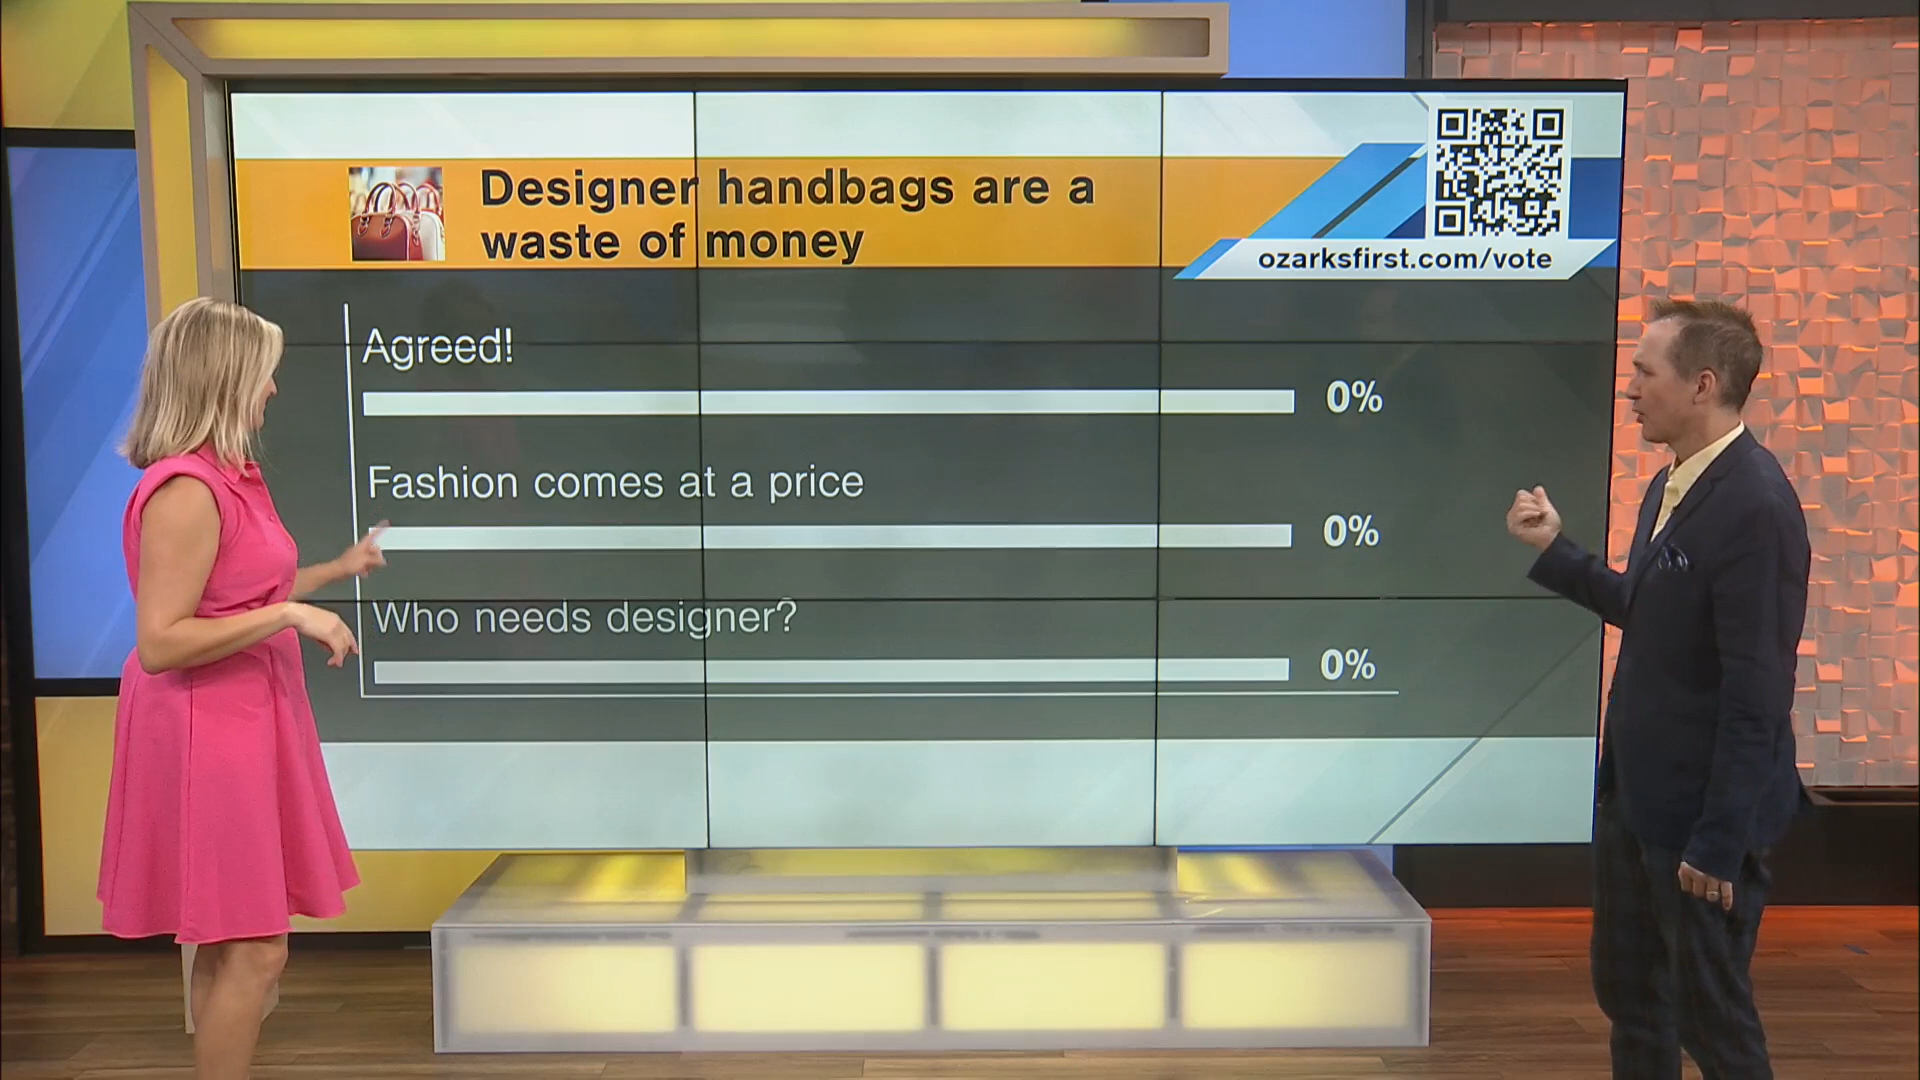 Designer handbags are a
waste of money
ozarksfirst.com/vote
Agreed!
0%
Fashion comes at a price
0%
Who needs designer?
0%